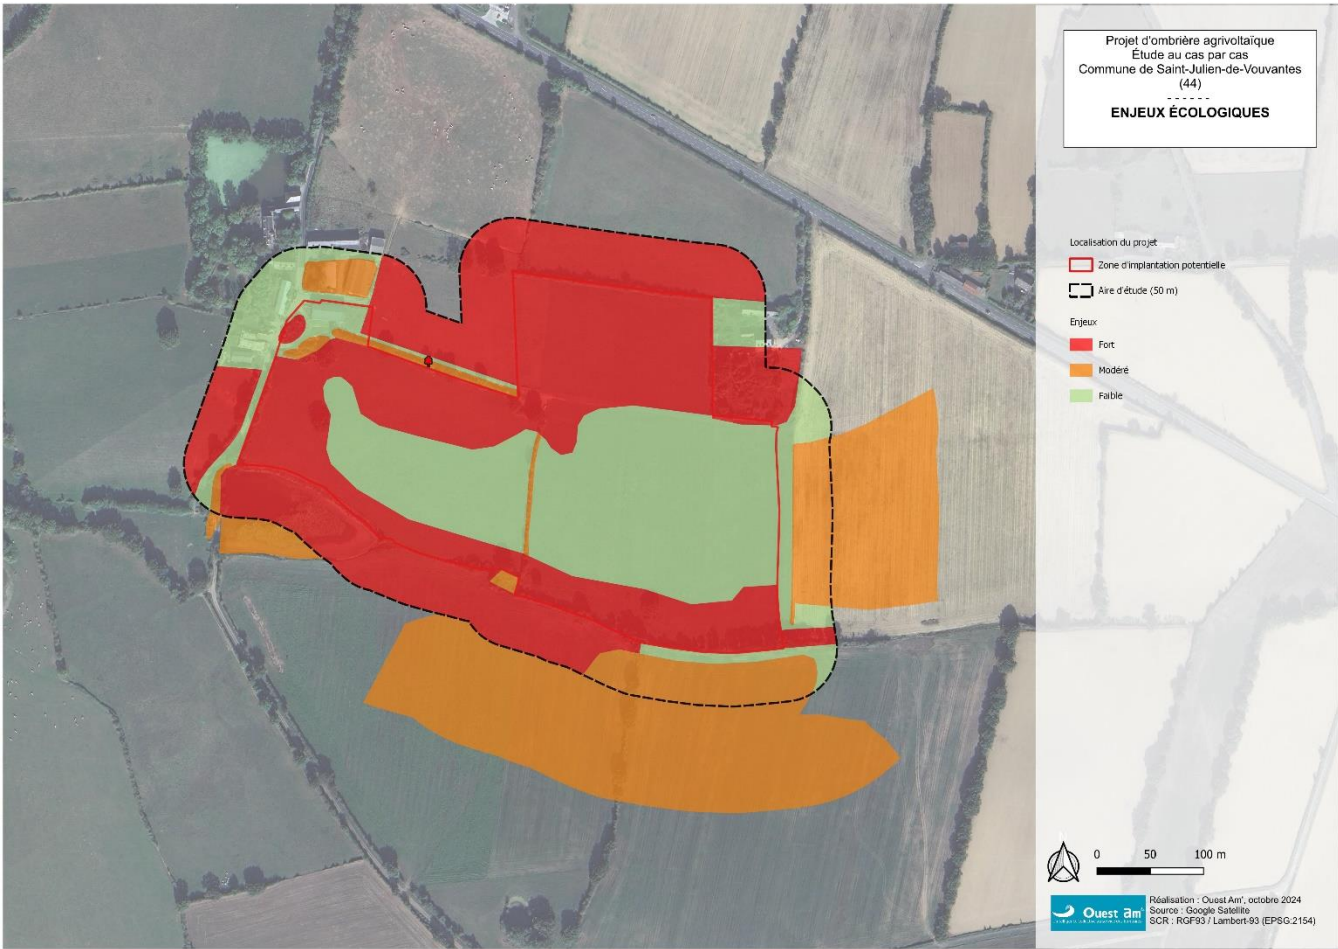 Projet d'ombrière agrivoltaïque
Étude au cas par cas
Commune de Saint-Julien-de-Vouvantes
(44)
------
ENJEUX ÉCOLOGIQUES
Localisation du projet
Zone d'implantation potentielle
Aire d'étude (50 m)
Enjeux
Fort
Modéré
Faible
0 50 100 m
Ouest am'
Réalisation : Ouest Am', octobre 2024
Source : Google Satellite
SCR : RGF93 / Lambert-93 (EPSG:2154)